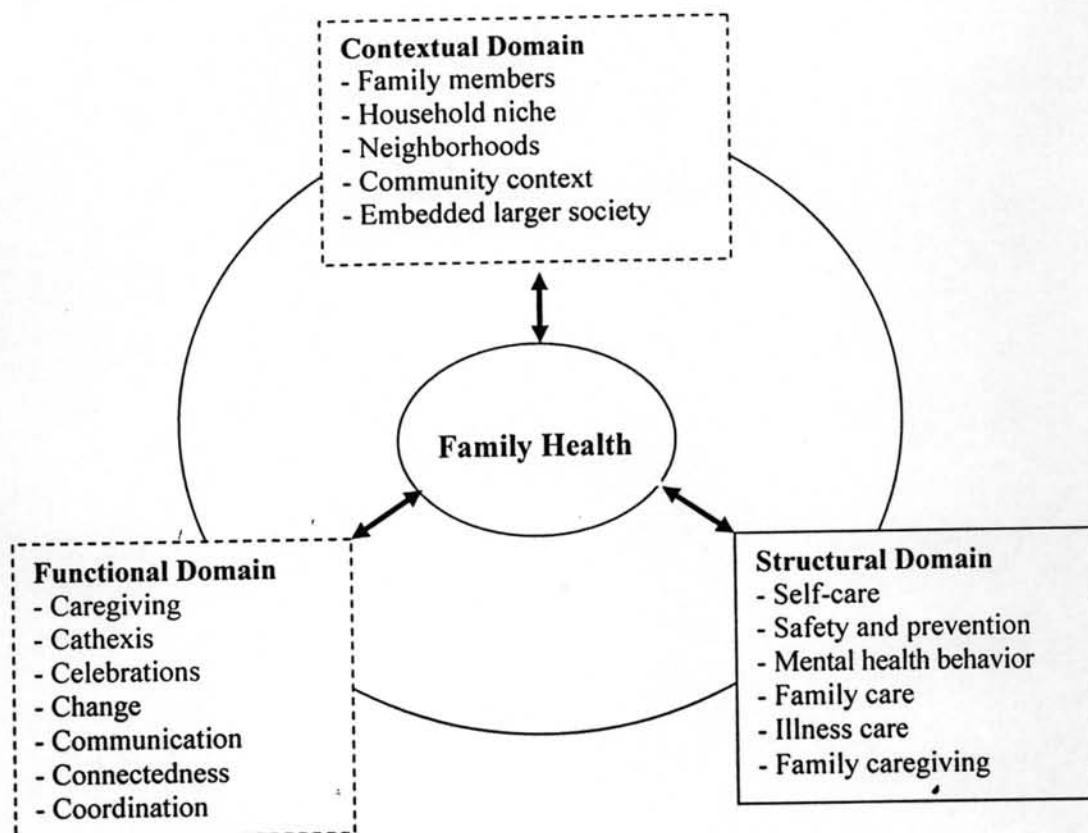 Contextual Domain
- Family members
- Household niche
- Neighborhoods
- Community context
- Embedded larger society
Family Health
Functional Domain
- Caregiving
- Cathexis
- Celebrations
- Change
- Communication
- Connectedness
- Coordination
Structural Domain
- Self-care
- Safety and prevention
- Mental health behavior
- Family care
- Illness care
- Family caregiving